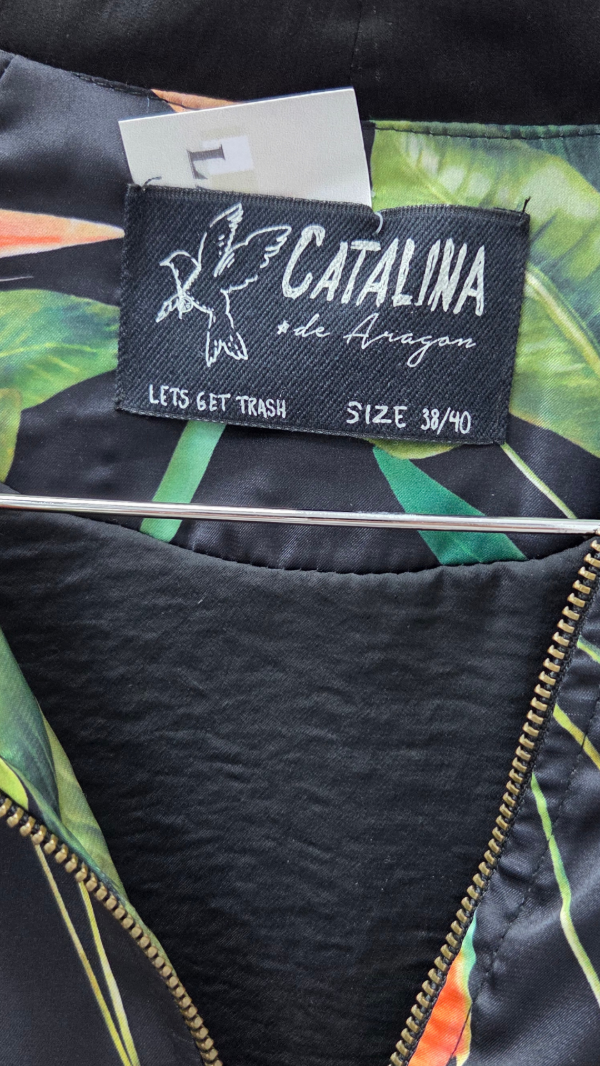 CATALINA
*de Aragon
LETS GET TRASH
SIZE 38/40